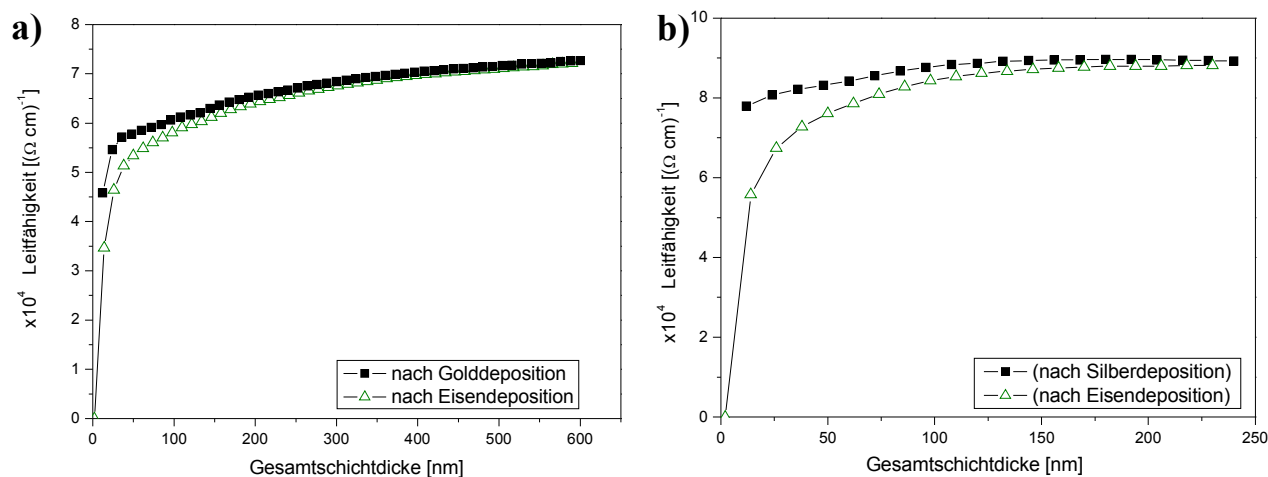 a)
x10⁴ Leitfähigkeit [(Ω cm)⁻¹]
8
7
6
5
4
3
2
1
0
0 100 200 300 400 500 600
Gesamtschichtdicke [nm]
nach Golddeposition
nach Eisendeposition
b)
x10⁴ Leitfähigkeit [(Ω cm)⁻¹]
10
8
6
4
2
0
0 50 100 150 200 250
Gesamtschichtdicke [nm]
(nach Silberdeposition)
(nach Eisendeposition)